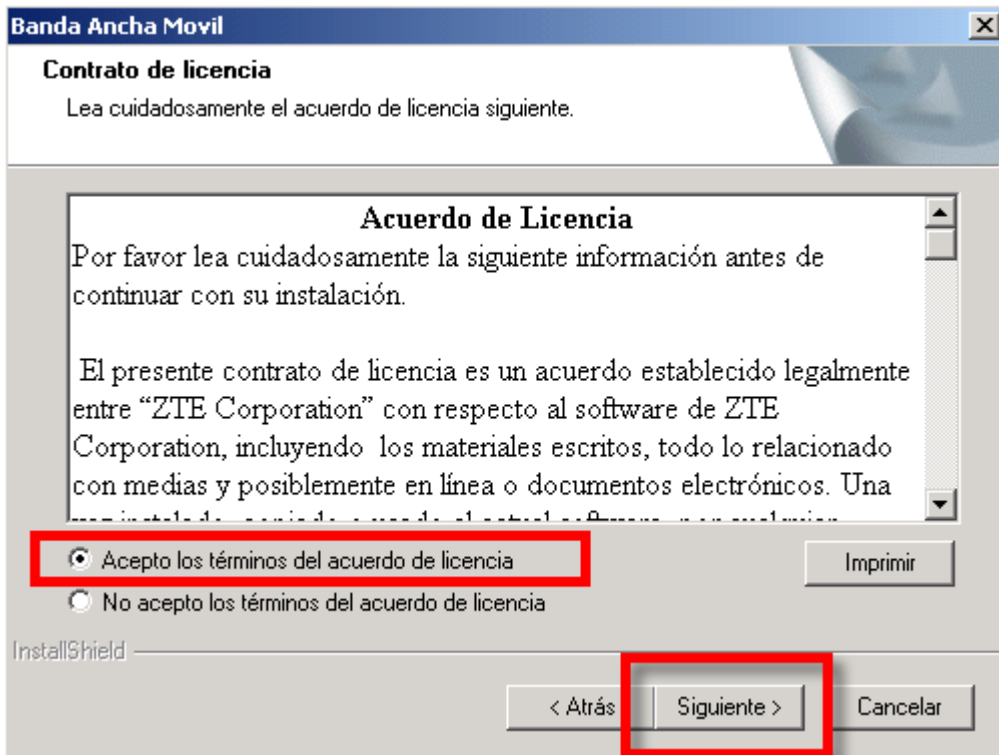 Banda Ancha Movil
Contrato de licencia
Lea cuidadosamente el acuerdo de licencia siguiente.
Acuerdo de Licencia
Por favor lea cuidadosamente la siguiente información antes de
continuar con su instalación.
El presente contrato de licencia es un acuerdo establecido legalmente
entre “ZTE Corporation” con respecto al software de ZTE
Corporation, incluyendo los materiales escritos, todo lo relacionado
con medias y posiblemente en línea o documentos electrónicos. Una
Acepto los términos del acuerdo de licencia
Imprimir
No acepto los términos del acuerdo de licencia
InstallShield
< Atrás Siguiente > Cancelar